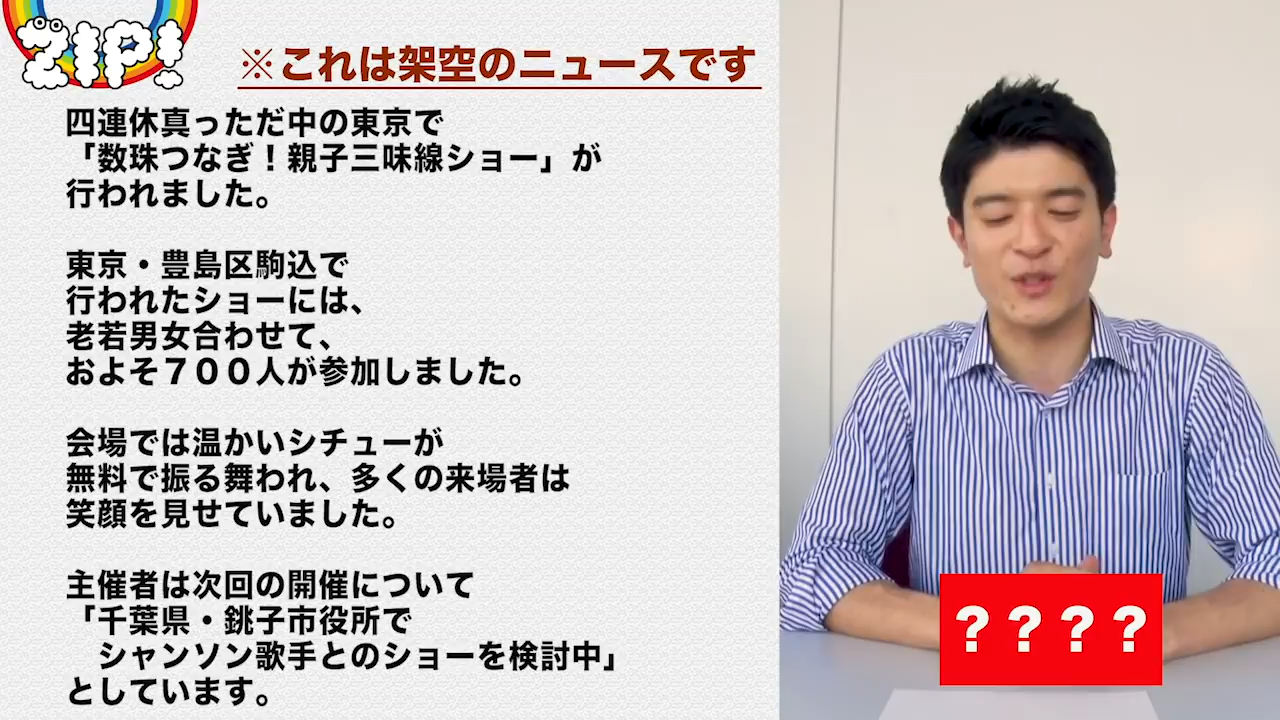 ZIP!
※これは架空のニュースです
四連休真っただ中の東京で
「数珠つなぎ！親子三味線ショー」が
行われました。
東京・豊島区駒込で
行われたショーには、
老若男女合わせて、
およそ７００人が参加しました。
会場では温かいシチューが
無料で振る舞われ、多くの来場者は
笑顔を見せていました。
主催者は次回の開催について
「千葉県・銚子市役所で
シャンソン歌手とのショーを検討中」
としています。
？？？？